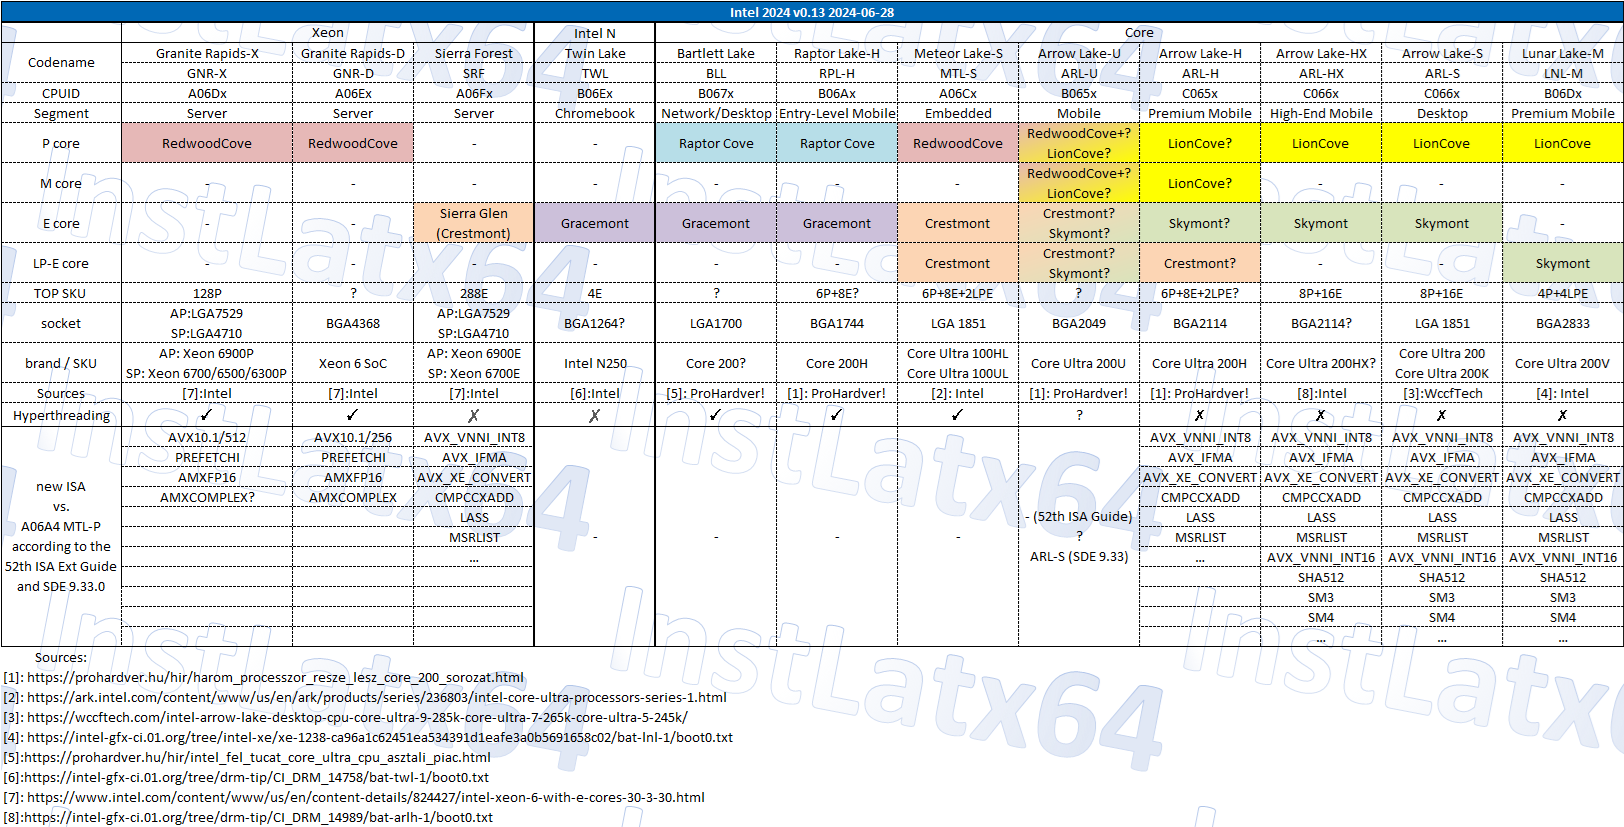 Intel 2024 v0.13 2024-06-28
Xeon Intel N Core
Codename Granite Rapids-X Granite Rapids-D Sierra Forest Twin Lake Bartlett Lake Raptor Lake-H Meteor Lake-S Arrow Lake-U Arrow Lake-H Arrow Lake-HX Arrow Lake-S Lunar Lake-M
GNR-X GNR-D SRF TWL BLL RPL-H MTL-S ARL-U ARL-H ARL-HX ARL-S LNL-M
CPUID A06Dx A06Ex A06Fx B06Ex B067x B06Ax A06Cx B065x C065x C066x C066x B06Dx
Segment Server Server Server Chromebook Network/Desktop Entry-Level Mobile Embedded Mobile Premium Mobile High-End Mobile Desktop Premium Mobile
P core RedwoodCove RedwoodCove - - Raptor Cove Raptor Cove RedwoodCove RedwoodCove+? LionCove? LionCove LionCove LionCove
LionCove?
M core - - - - - - - RedwoodCove+? LionCove? - - -
LionCove?
E core - - Sierra Glen Gracemont Gracemont Gracemont Crestmont Crestmont? Skymont? Skymont Skymont -
(Crestmont) Skymont?
LP-E core - - - - - - Crestmont Crestmont? Crestmont? - - Skymont
Skymont?
TOP SKU 128P ? 288E 4E ? 6P+8E? 6P+8E+2LPE ? 6P+8E+2LPE? 8P+16E 8P+16E 4P+4LPE
socket AP:LGA7529 BGA4368 AP:LGA7529 BGA1264? LGA1700 BGA1744 LGA 1851 BGA2049 BGA2114 BGA2114? LGA 1851 BGA2833
SP:LGA4710 SP:LGA4710
brand / SKU AP: Xeon 6900P Xeon 6 SoC AP: Xeon 6900E Intel N250 Core 200? Core 200H Core Ultra 100HL Core Ultra 200U Core Ultra 200H Core Ultra 200HX? Core Ultra 200 Core Ultra 200V
SP: Xeon 6700/6500/6300P SP: Xeon 6700E Core Ultra 100UL Core Ultra 200K
Sources [7]:Intel [7]:Intel [7]:Intel [6]:Intel [5]: ProHardver! [1]: ProHardver! [2]: Intel [1]: ProHardver! [1]: ProHardver! [8]:Intel [3]:WccfTech [4]: Intel
Hyperthreading ✓ ✓ ✗ ✗ ✓ ✓ ✓ ? ✗ ✗ ✗ ✗
new ISA
vs.
A06A4 MTL-P
according to the
52th ISA Ext Guide
and SDE 9.33.0
AVX10.1/512 AVX10.1/256 AVX_VNNI_INT8 AVX_VNNI_INT8 AVX_VNNI_INT8 AVX_VNNI_INT8 AVX_VNNI_INT8
PREFETCHI PREFETCHI AVX_IFMA AVX_IFMA AVX_IFMA AVX_IFMA AVX_IFMA
AMXFP16 AMXFP16 AVX_XE_CONVERT AVX_XE_CONVERT AVX_XE_CONVERT AVX_XE_CONVERT AVX_XE_CONVERT
AMXCOMPLEX? AMXCOMPLEX CMPCCXADD CMPCCXADD CMPCCXADD CMPCCXADD CMPCCXADD
LASS - (52th ISA Guide) LASS LASS LASS LASS
MSRLIST - - - - ? MSRLIST MSRLIST MSRLIST MSRLIST
... ARL-S (SDE 9.33) ... AVX_VNNI_INT16 AVX_VNNI_INT16 AVX_VNNI_INT16
SHA512 SHA512 SHA512
SM3 SM3 SM3
SM4 SM4 SM4
... ... ...
Sources:
[1]: https://prohardver.hu/hir/harom_processzor_resze_lesz_core_200_sorozat.html
[2]: https://ark.intel.com/content/www/us/en/ark/products/series/236803/intel-core-ultra-processors-series-1.html
[3]: https://wccftech.com/intel-arrow-lake-desktop-cpu-core-ultra-9-285k-core-ultra-7-265k-core-ultra-5-245k/
[4]: https://intel-gfx-ci.01.org/tree/intel-xe/xe-1238-ca96a1c62451ea534391d1eafe3a0b5691658c02/bat-lnl-1/boot0.txt
[5]:https://prohardver.hu/hir/intel_fel_tucat_core_ultra_cpu_asztali_piac.html
[6]:https://intel-gfx-ci.01.org/tree/drm-tip/CI_DRM_14758/bat-twl-1/boot0.txt
[7]: https://www.intel.com/content/www/us/en/content-details/824427/intel-xeon-6-with-e-cores-30-3-30.html
[8]:https://intel-gfx-ci.01.org/tree/drm-tip/CI_DRM_14989/bat-arlh-1/boot0.txt
InstLatx64